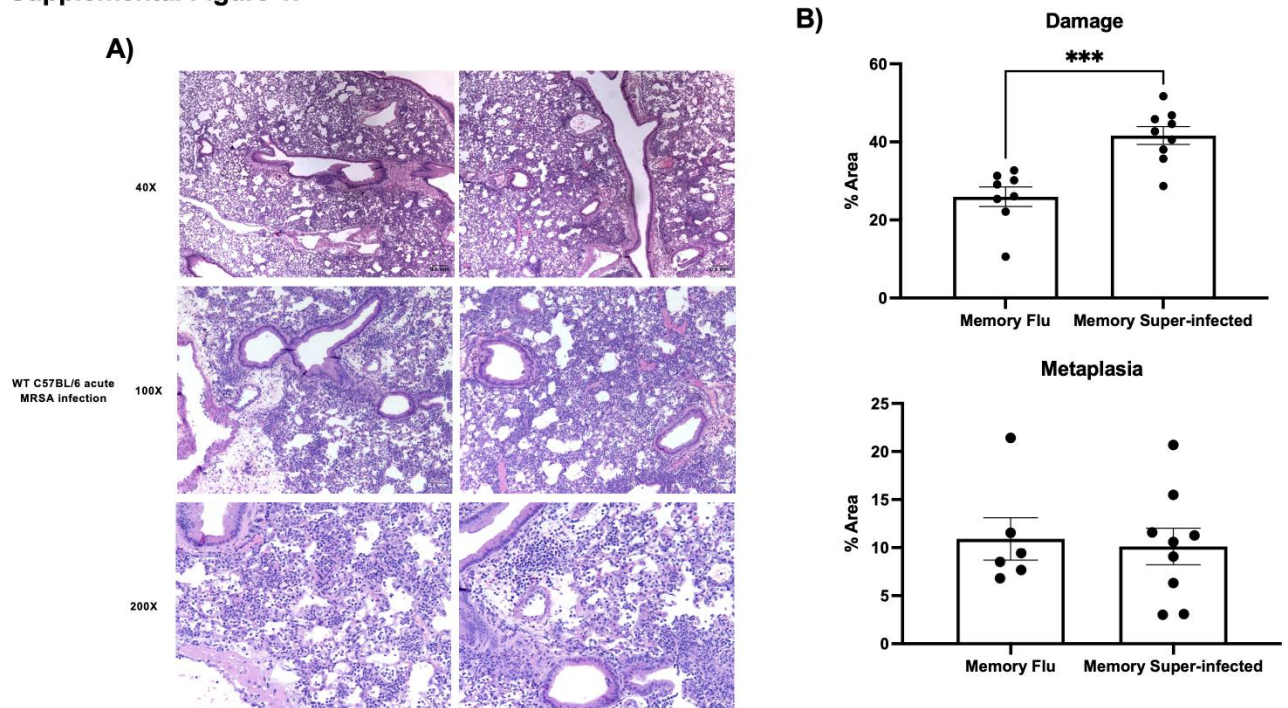 A)
40X
WT C57BL/6 acute
MRSA infection
100X
200X
B)
Damage
***
% Area
60
40
20
0
Memory Flu
Memory Super-infected
Metaplasia
% Area
25
20
15
10
5
0
Memory Flu
Memory Super-infected